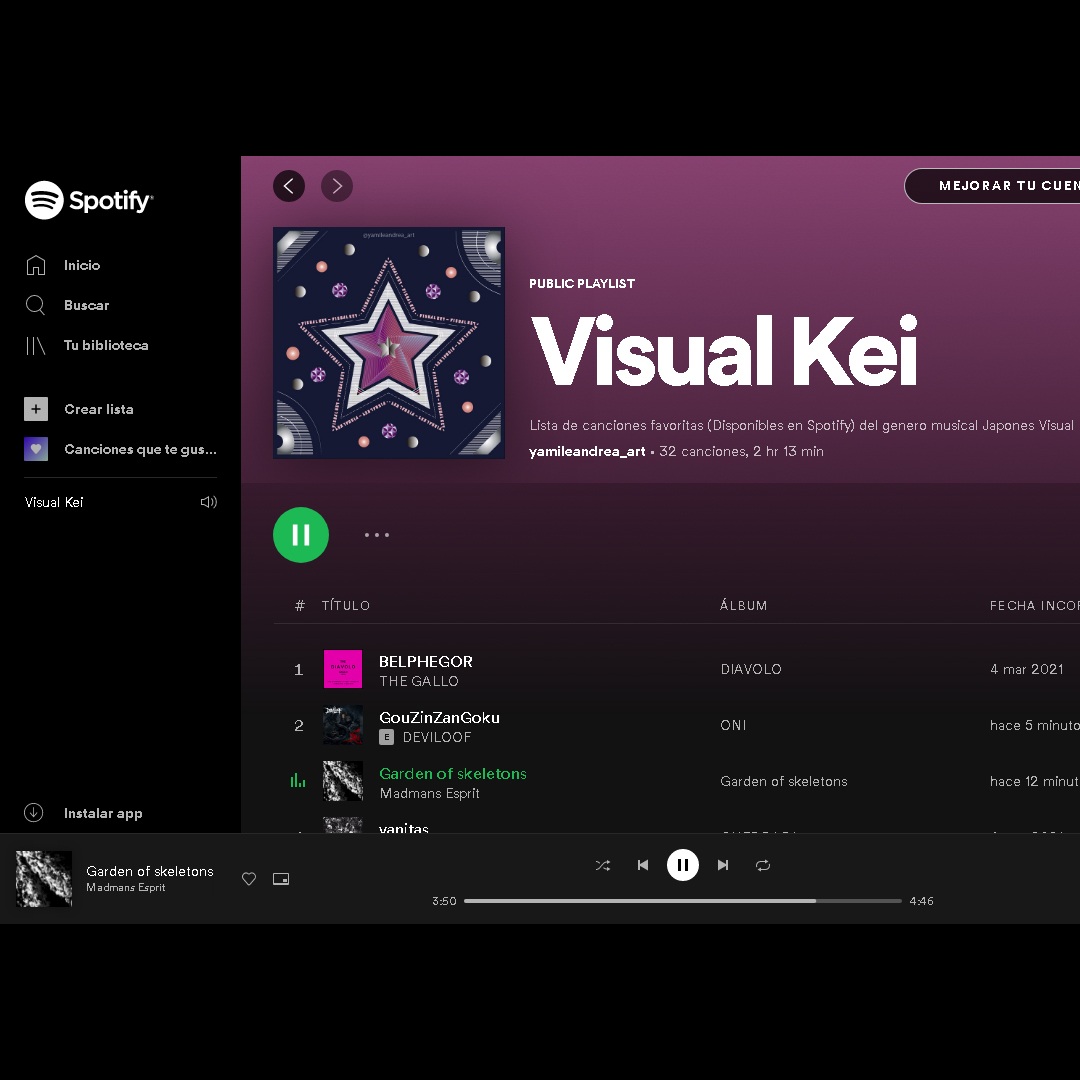 Spotify
Inicio
Buscar
Tu biblioteca
Crear lista
Canciones que te gus...
Visual Kei
Instalar app
MEJORAR TU CUEN
@yamileandrea_art
PUBLIC PLAYLIST
Visual Kei
Lista de canciones favoritas (Disponibles en Spotify) del genero musical Japones Visual
yamileandrea_art • 32 canciones, 2 hr 13 min
# TÍTULO ÁLBUM FECHA INCOR
1 BELPHEGOR DIAVOLO 4 mar 2021
THE GALLO
2 GouZinZanGoku ONI hace 5 minuto
E DEVILOOF
Garden of skeletons Garden of skeletons hace 12 minut
Madmans Esprit
vanitas
Garden of skeletons
Madmans Esprit
3:50 4:46